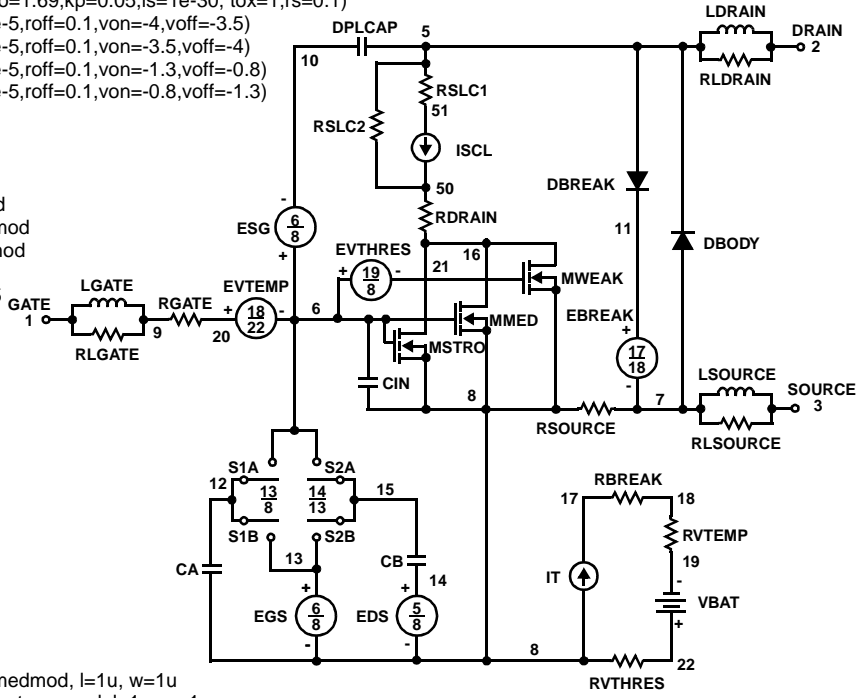 o=1.69,kp=0.05,is=1e-30, tox=1,rs=0.1)
e-5,roff=0.1,von=-4,voff=-3.5)
e-5,roff=0.1,von=-3.5,voff=-4)
e-5,roff=0.1,von=-1.3,voff=-0.8)
e-5,roff=0.1,von=-0.8,voff=-1.3)
LDRAIN
DPLCAP
5
DRAIN
2
10
RLDRAIN
RSLC1
51
RSLC2
ISCL
50
DBREAK
RDRAIN
ESG
6
8
-
+
11
DBODY
EVTHRES
+
19
8
-
16
21
MWEAK
LGATE
GATE
1
RLGATE
9
RGATE
20
EVTEMP
+
18
22
-
6
MMED
MSTRO
EBREAK
+
17
18
-
CIN
LSOURCE
8
7
SOURCE
3
RSOURCE
RLSOURCE
S1A
S2A
12
13
8
14
13
15
S1B
S2B
13
RBREAK
17
18
RVTEMP
CA
CB
14
19
IT
VBAT
-
+
EGS
+
6
8
-
EDS
+
5
8
-
8
22
RVTHRES
medmod, l=1u, w=1u